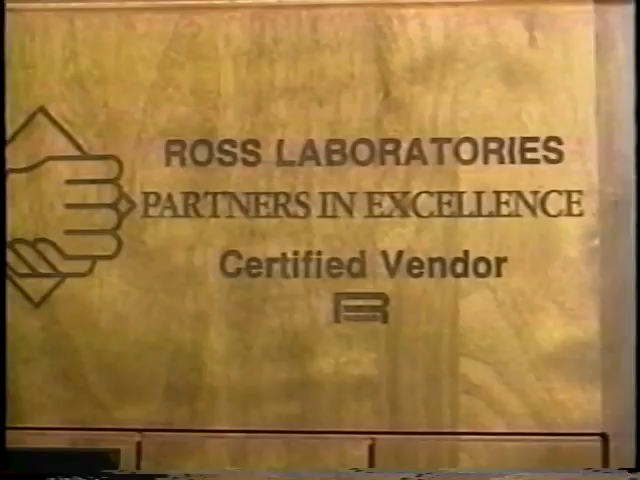 ROSS LABORATORIES
PARTNERS IN EXCELLENCE
Certified Vendor
R